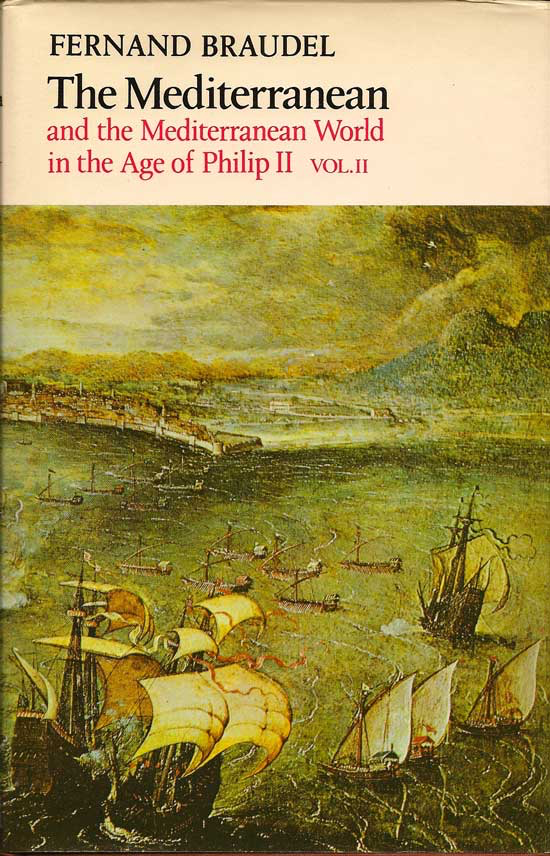 FERNAND BRAUDEL
The Mediterranean
and the Mediterranean World
in the Age of Philip II VOL.II